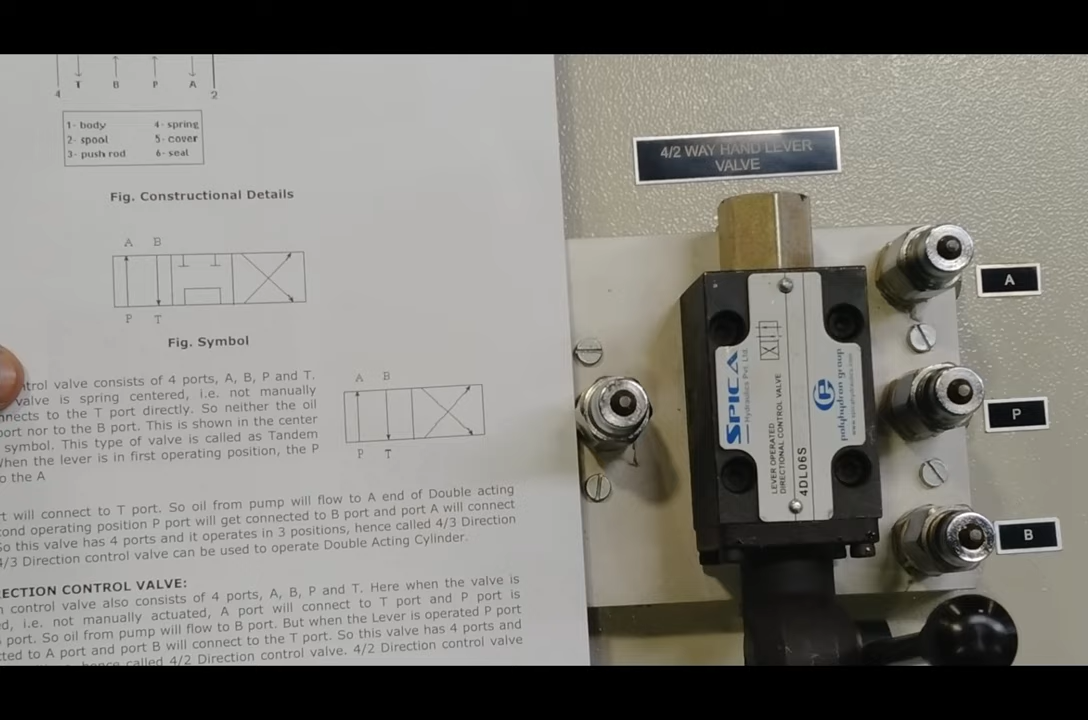 T B P A
4 2
1- body 4- spring
2- spool 5- cover
3- push rod 6- seal
Fig. Constructional Details
A B
P T
Fig. Symbol
ntrol valve consists of 4 ports, A, B, P and T.
valve is spring centered, i.e. not manually
nnects to the T port directly. So neither the oil
port nor to the B port. This is shown in the center
symbol. This type of valve is called as Tandem
When the lever is in first operating position, the P
o the A
A B
P T
rt will connect to T port. So oil from pump will flow to A end of Double acting
ond operating position P port will get connected to B port and port A will connect
So this valve has 4 ports and it operates in 3 positions, hence called 4/3 Direction
4/3 Direction control valve can be used to operate Double Acting Cylinder.
RECTION CONTROL VALVE:
n control valve also consists of 4 ports, A, B, P and T. Here when the valve is
ed, i.e. not manually actuated, A port will connect to T port and P port is
port. So oil from pump will flow to B port. But when the Lever is operated P port
cted to A port and port B will connect to the T port. So this valve has 4 ports and
hence called 4/2 Direction control valve. 4/2 Direction control valve
4/2 WAY HAND LEVER
VALVE
SPICA
Hydraulics Pvt. Ltd.
LEVER OPERATED
DIRECTIONAL CONTROL VALVE
4DL06S
polyhydron group
A
P
B